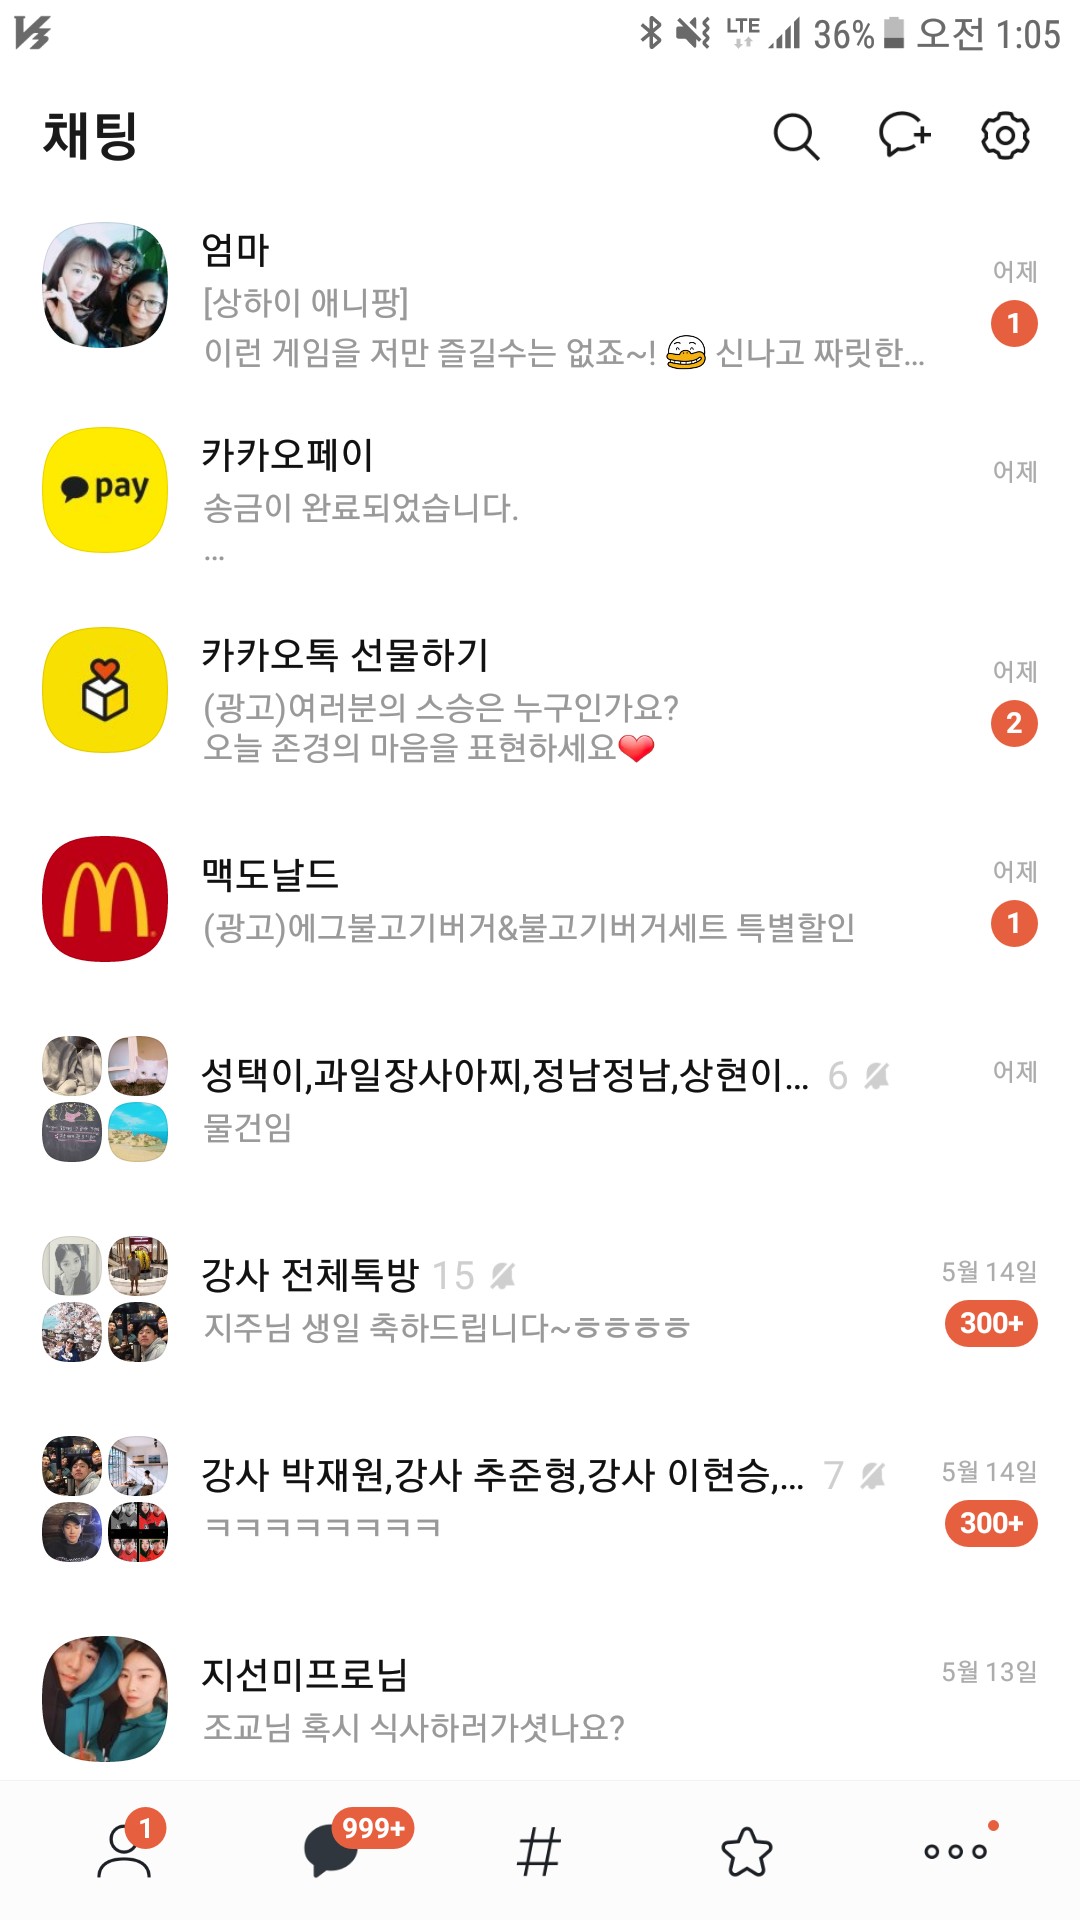 LTE 36% 오전 1:05
채팅
엄마
어제
[상하이 애니팡]
1
이런 게임을 저만 즐길수는 없죠~! 신나고 짜릿한...
카카오페이
어제
pay
송금이 완료되었습니다.
...
카카오톡 선물하기
어제
(광고)여러분의 스승은 누구인가요?
2
오늘 존경의 마음을 표현하세요❤
맥도날드
어제
(광고)에그불고기버거&불고기버거세트 특별할인
1
성택이,과일장사아찌,정남정남,상현이... 6
어제
물건임
강사 전체톡방 15
5월 14일
지주님 생일 축하드립니다~ㅎㅎㅎㅎ
300+
강사 박재원,강사 추준형,강사 이현승,... 7
5월 14일
ㅋㅋㅋㅋㅋㅋㅋㅋ
300+
지선미프로님
5월 13일
조교님 혹시 식사하러가셧나요?
1
999+